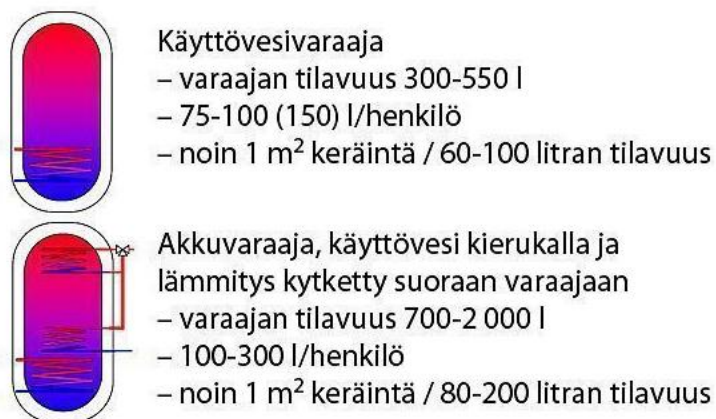 Käyttövesivaraaja
– varaajan tilavuus 300-550 l
– 75-100 (150) l/henkilö
– noin 1 m² keräintä / 60-100 litran tilavuus
Akkuvaraaja, käyttövesi kierukalla ja
lämmitys kytketty suoraan varaajaan
– varaajan tilavuus 700-2 000 l
– 100-300 l/henkilö
– noin 1 m² keräintä / 80-200 litran tilavuus